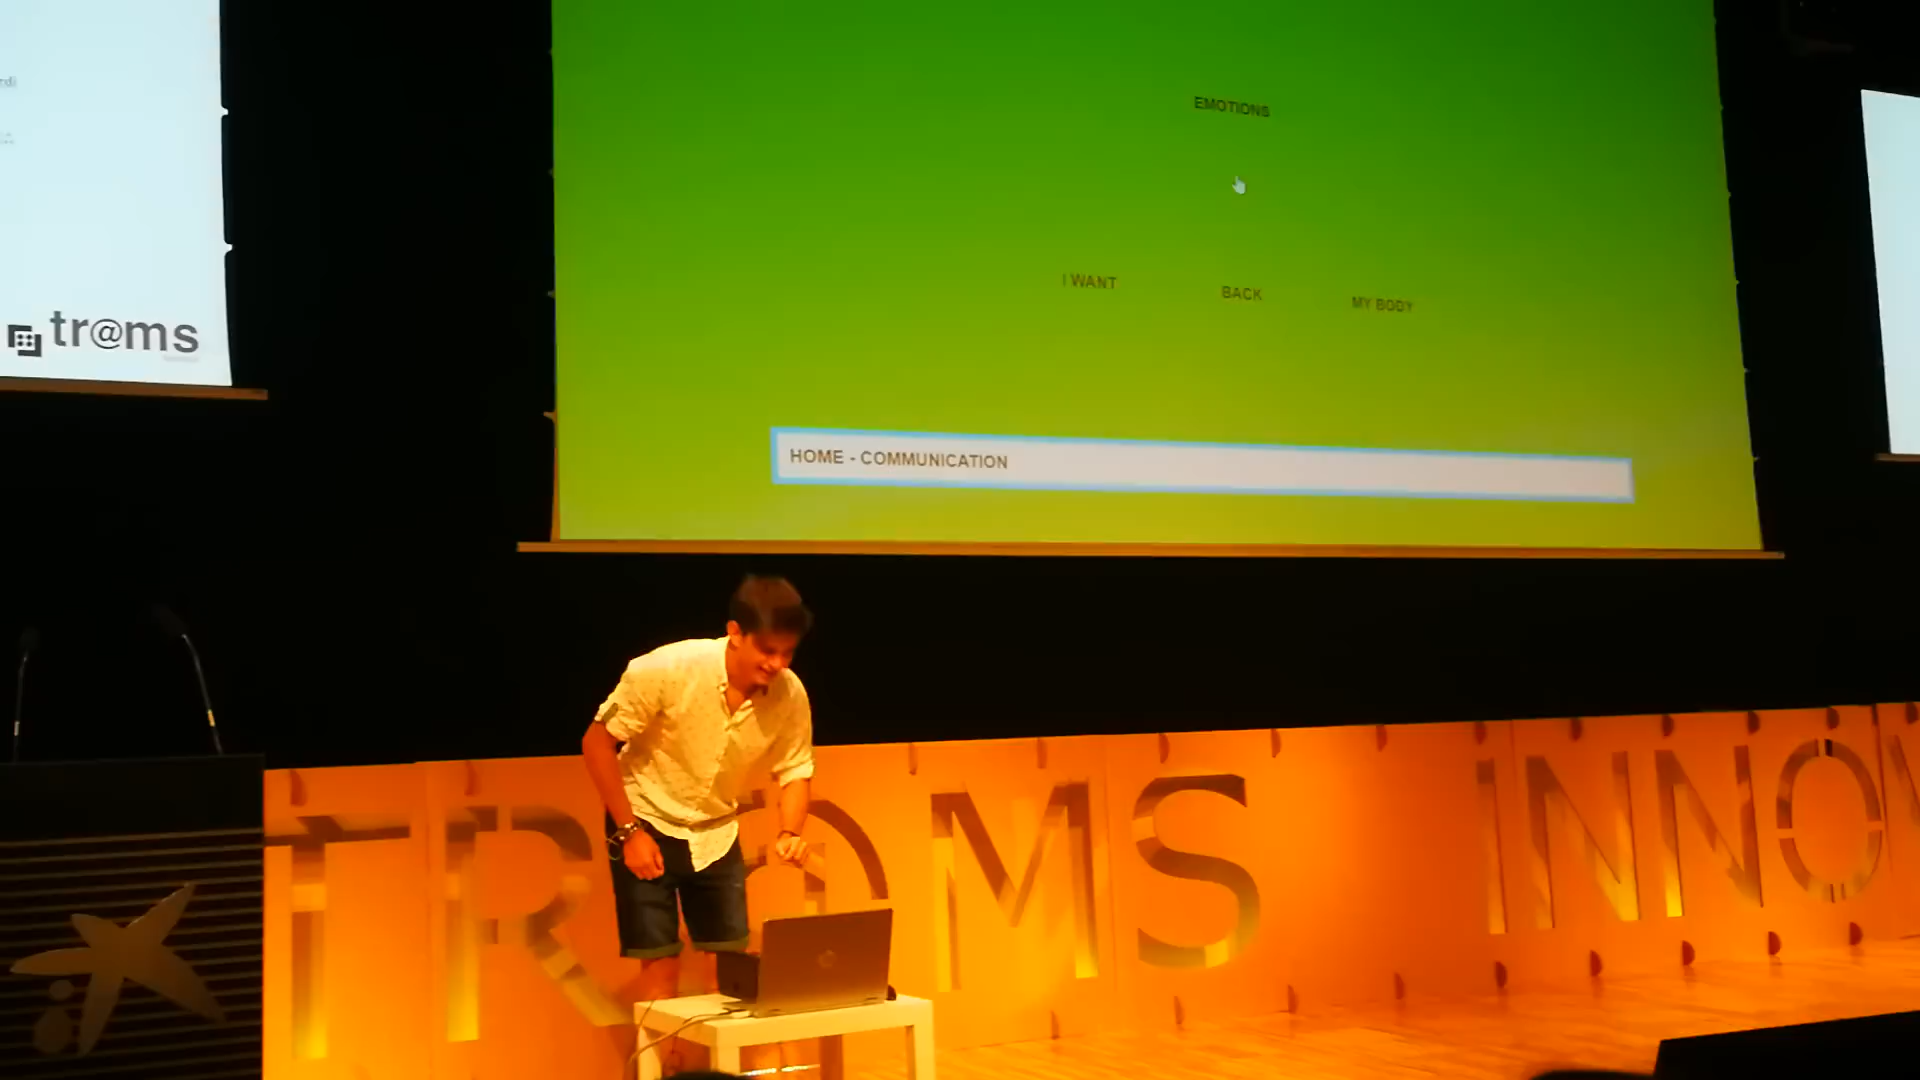 tr@ms
EMOTIONS
I WANT
BACK
MY BODY
HOME - COMMUNICATION
TR@MS INNO